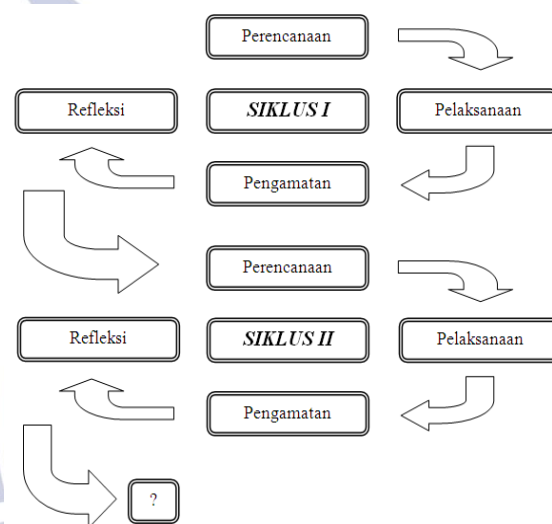 Perencanaan
Refleksi
SIKLUS I
Pelaksanaan
Pengamatan
Perencanaan
Refleksi
SIKLUS II
Pelaksanaan
Pengamatan
?